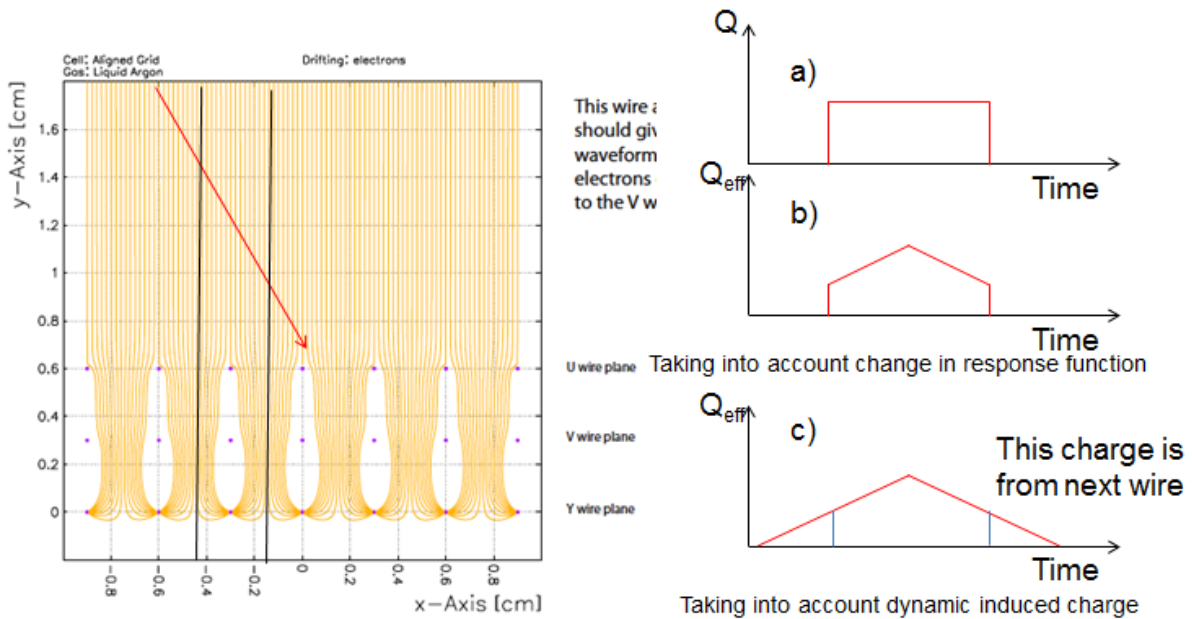 Cell: Aligned Grid
Gas: Liquid Argon
Drifting: electrons
y-Axis [cm]
1.6
1.4
1.2
1
0.8
0.6
0.4
0.2
0
-0.8
-0.6
-0.4
-0.2
0
0.2
0.4
0.6
0.8
x-Axis [cm]
This wire
should
waveform
electrons
to the V
U wire plane
V wire plane
Y wire plane
Q
a)
Time
Qeff
b)
Time
Taking into account change in response function
Qeff
c)
This charge is
from next wire
Time
Taking into account dynamic induced charge